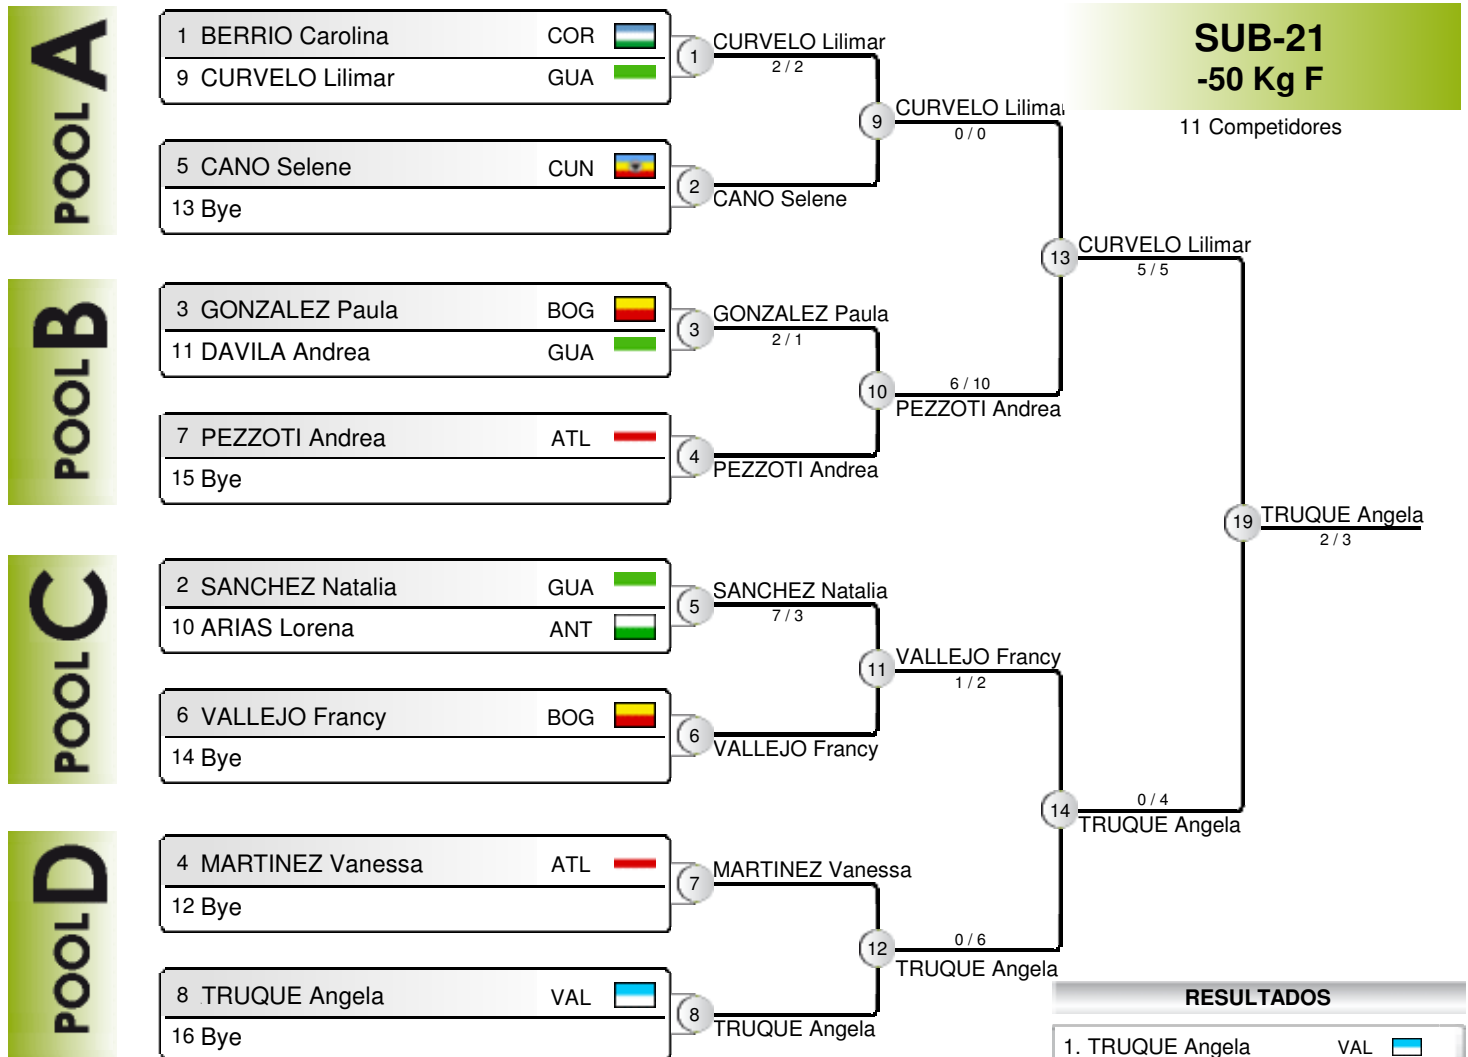 SUB-21
-50 Kg F
11 Competidores
POOL A
1 BERRIO Carolina COR
9 CURVELO Lilimar GUA
5 CANO Selene CUN
13 Bye
POOL B
3 GONZALEZ Paula BOG
11 DAVILA Andrea GUA
7 PEZZOTI Andrea ATL
15 Bye
POOL C
2 SANCHEZ Natalia GUA
10 ARIAS Lorena ANT
6 VALLEJO Francy BOG
14 Bye
POOL D
4 MARTINEZ Vanessa ATL
12 Bye
8 TRUQUE Angela VAL
16 Bye
1 CURVELO Lilimar
2 / 2
2 CANO Selene
3 GONZALEZ Paula
2 / 1
4 PEZZOTI Andrea
5 SANCHEZ Natalia
7 / 3
6 VALLEJO Francy
7 MARTINEZ Vanessa
8 TRUQUE Angela
9 CURVELO Lilimar
0 / 0
10 6 / 10
PEZZOTI Andrea
11 VALLEJO Francy
1 / 2
12 0 / 6
TRUQUE Angela
13 CURVELO Lilimar
5 / 5
14 0 / 4
TRUQUE Angela
19 TRUQUE Angela
2 / 3
RESULTADOS
1. TRUQUE Angela VAL